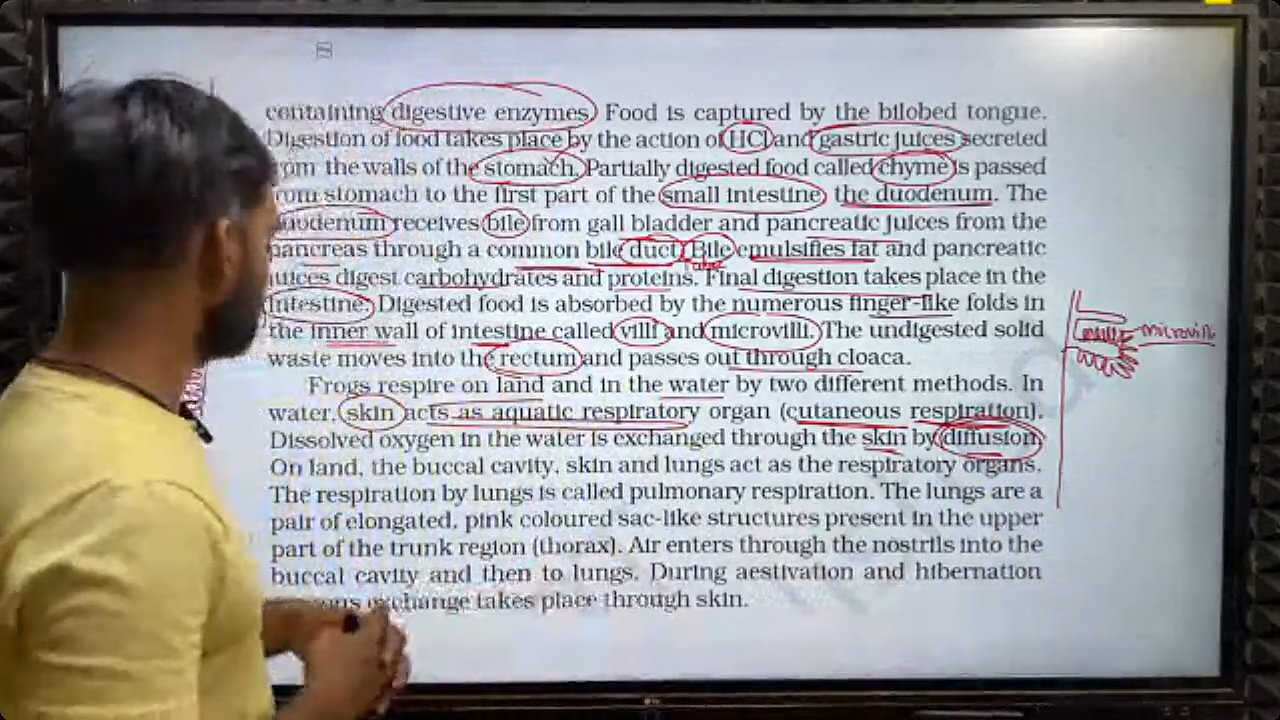 containing digestive enzymes. Food is captured by the bilobed tongue.
Digestion of food takes place by the action of HCl and gastric juices secreted
from the walls of the stomach. Partially digested food called chyme is passed
from stomach to the first part of the small intestine the duodenum. The
duodenum receives bile from gall bladder and pancreatic juices from the
pancreas through a common bile duct. Bile emulsifies fat and pancreatic
juices digest carbohydrates and proteins. Final digestion takes place in the
intestine. Digested food is absorbed by the numerous finger-like folds in
the inner wall of intestine called villi and microvilli. The undigested solid
microvilli
waste moves into the rectum and passes out through cloaca.
Frogs respire on land and in the water by two different methods. In
water, skin acts as aquatic respiratory organ (cutaneous respiration).
Dissolved oxygen in the water is exchanged through the skin by diffusion.
On land, the buccal cavity, skin and lungs act as the respiratory organs.
The respiration by lungs is called pulmonary respiration. The lungs are a
pair of elongated, pink coloured sac-like structures present in the upper
part of the trunk region (thorax). Air enters through the nostrils into the
buccal cavity and then to lungs. During aestivation and hibernation
exchange takes place through skin.